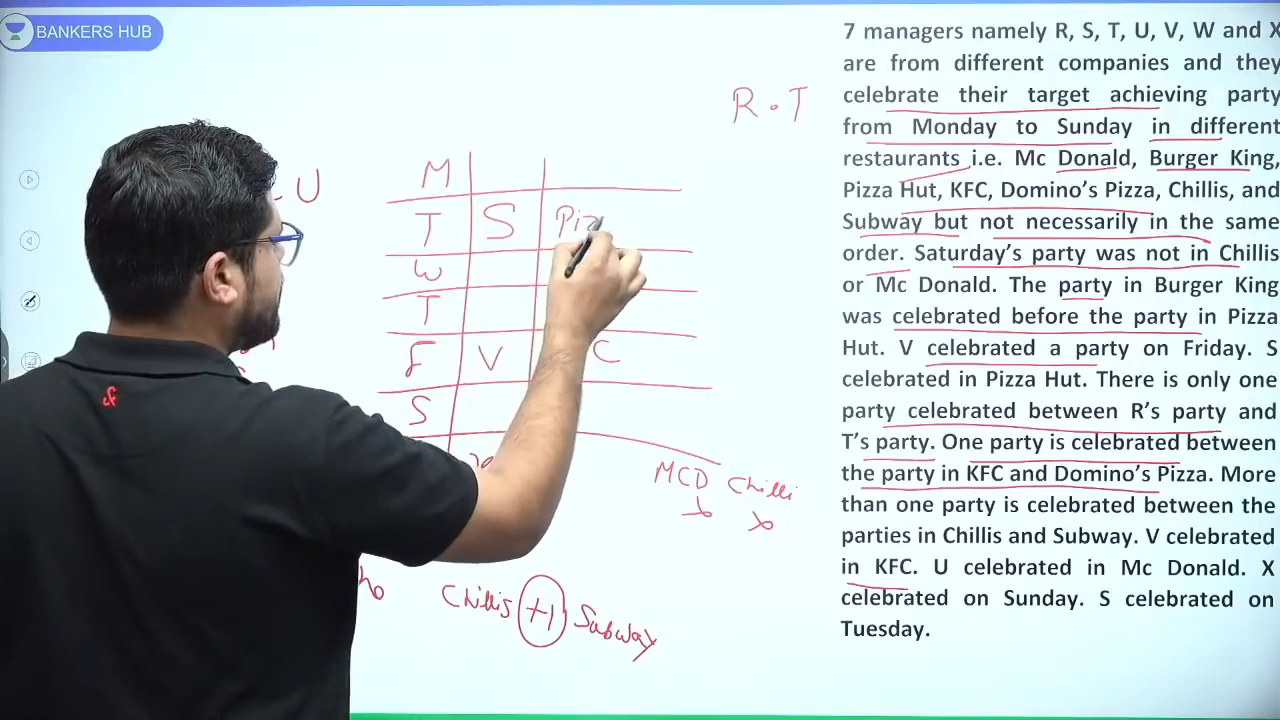 BANKERS HUB
7 managers namely R, S, T, U, V, W and X
are from different companies and they
celebrate their target achieving party
from Monday to Sunday in different
restaurants i.e. Mc Donald, Burger King,
Pizza Hut, KFC, Domino's Pizza, Chillis, and
Subway but not necessarily in the same
order. Saturday's party was not in Chillis
or Mc Donald. The party in Burger King
was celebrated before the party in Pizza
Hut. V celebrated a party on Friday. S
celebrated in Pizza Hut. There is only one
party celebrated between R's party and
T's party. One party is celebrated between
the party in KFC and Domino's Pizza. More
than one party is celebrated between the
parties in Chillis and Subway. V celebrated
in KFC. U celebrated in Mc Donald. X
celebrated on Sunday. S celebrated on
Tuesday.
R • T
U
M
T S Piz
W
T
F V C
S
MCD Chilli
Chillis +1 Subway